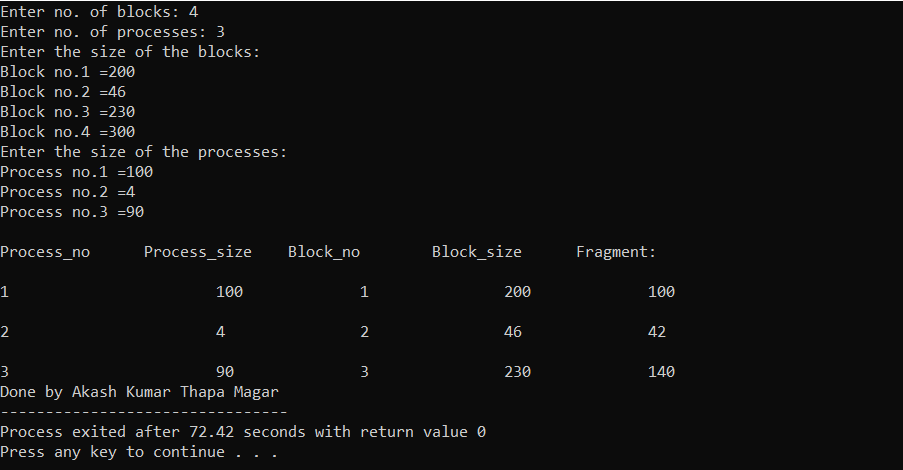 Enter no. of blocks: 4
Enter no. of processes: 3
Enter the size of the blocks:
Block no.1 =200
Block no.2 =46
Block no.3 =230
Block no.4 =300
Enter the size of the processes:
Process no.1 =100
Process no.2 =4
Process no.3 =90
Process_no Process_size Block_no Block_size Fragment:
1 100 1 200 100
2 4 2 46 42
3 90 3 230 140
Done by Akash Kumar Thapa Magar
--------------------------------
Process exited after 72.42 seconds with return value 0
Press any key to continue . . .